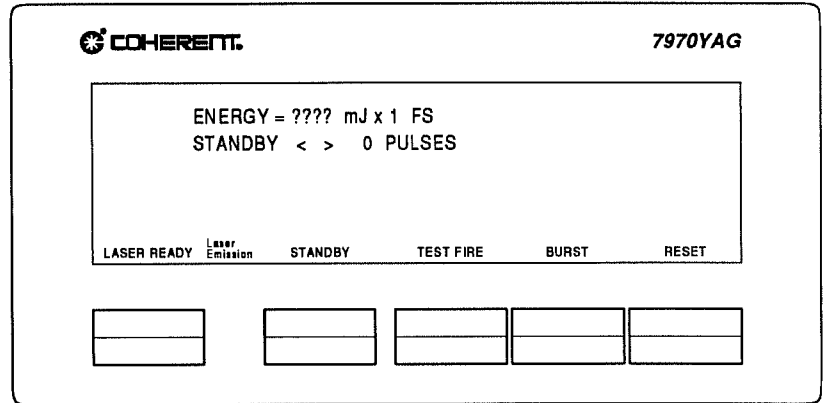 COHERENT. 7970YAG
ENERGY = ???? mJ x 1 FS
STANDBY < > 0 PULSES
LASER READY Laser Emission STANDBY TEST FIRE BURST RESET